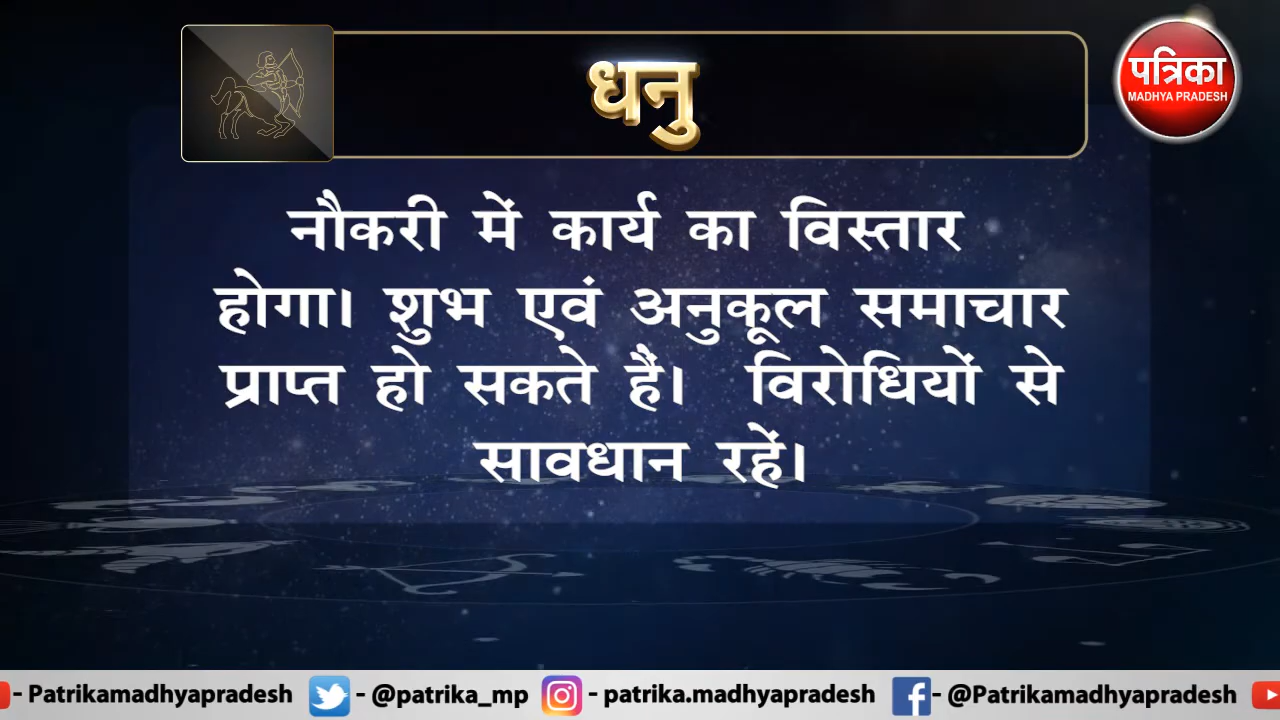 धनु
पत्रिका
MADHYA PRADESH
नौकरी में कार्य का विस्तार
होगा। शुभ एवं अनुकूल समाचार
प्राप्त हो सकते हैं। विरोधियों से
सावधान रहें।
- Patrikamadhyapradesh - @patrika_mp - patrika.madhyapradesh - @Patrikamadhyapradesh